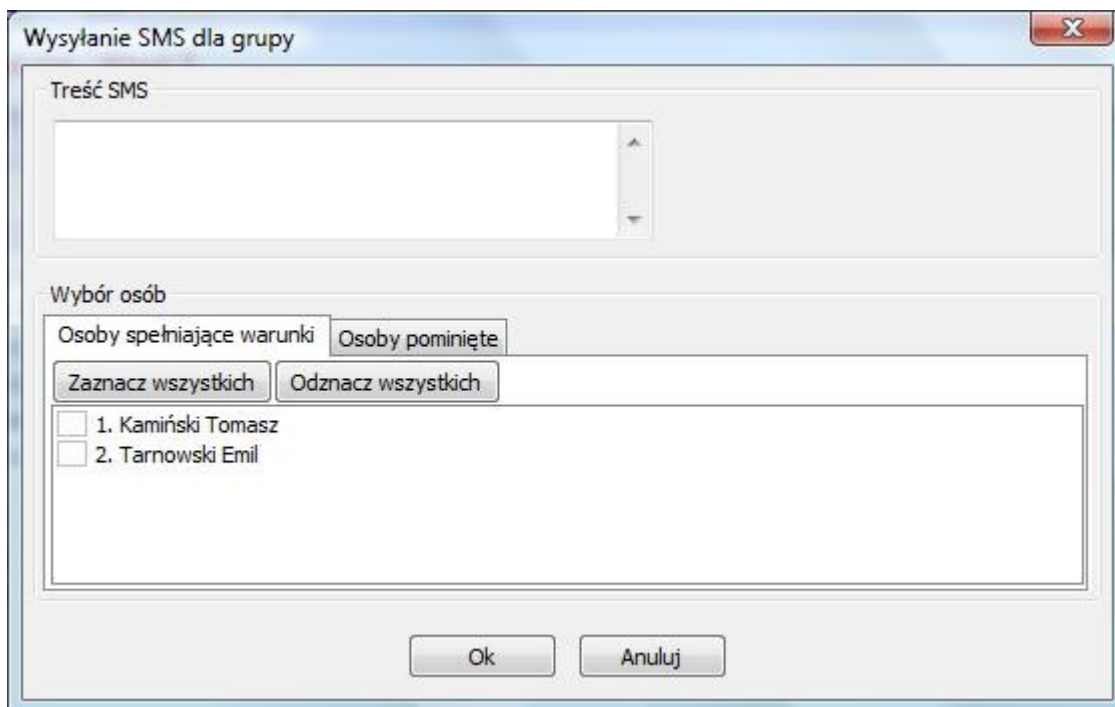 Wysyłanie SMS dla grupy
Treść SMS
Wybór osób
Osoby spełniające warunki Osoby pominięte
Zaznacz wszystkich Odznacz wszystkich
1. Kamiński Tomasz
2. Tarnowski Emil
Ok Anuluj